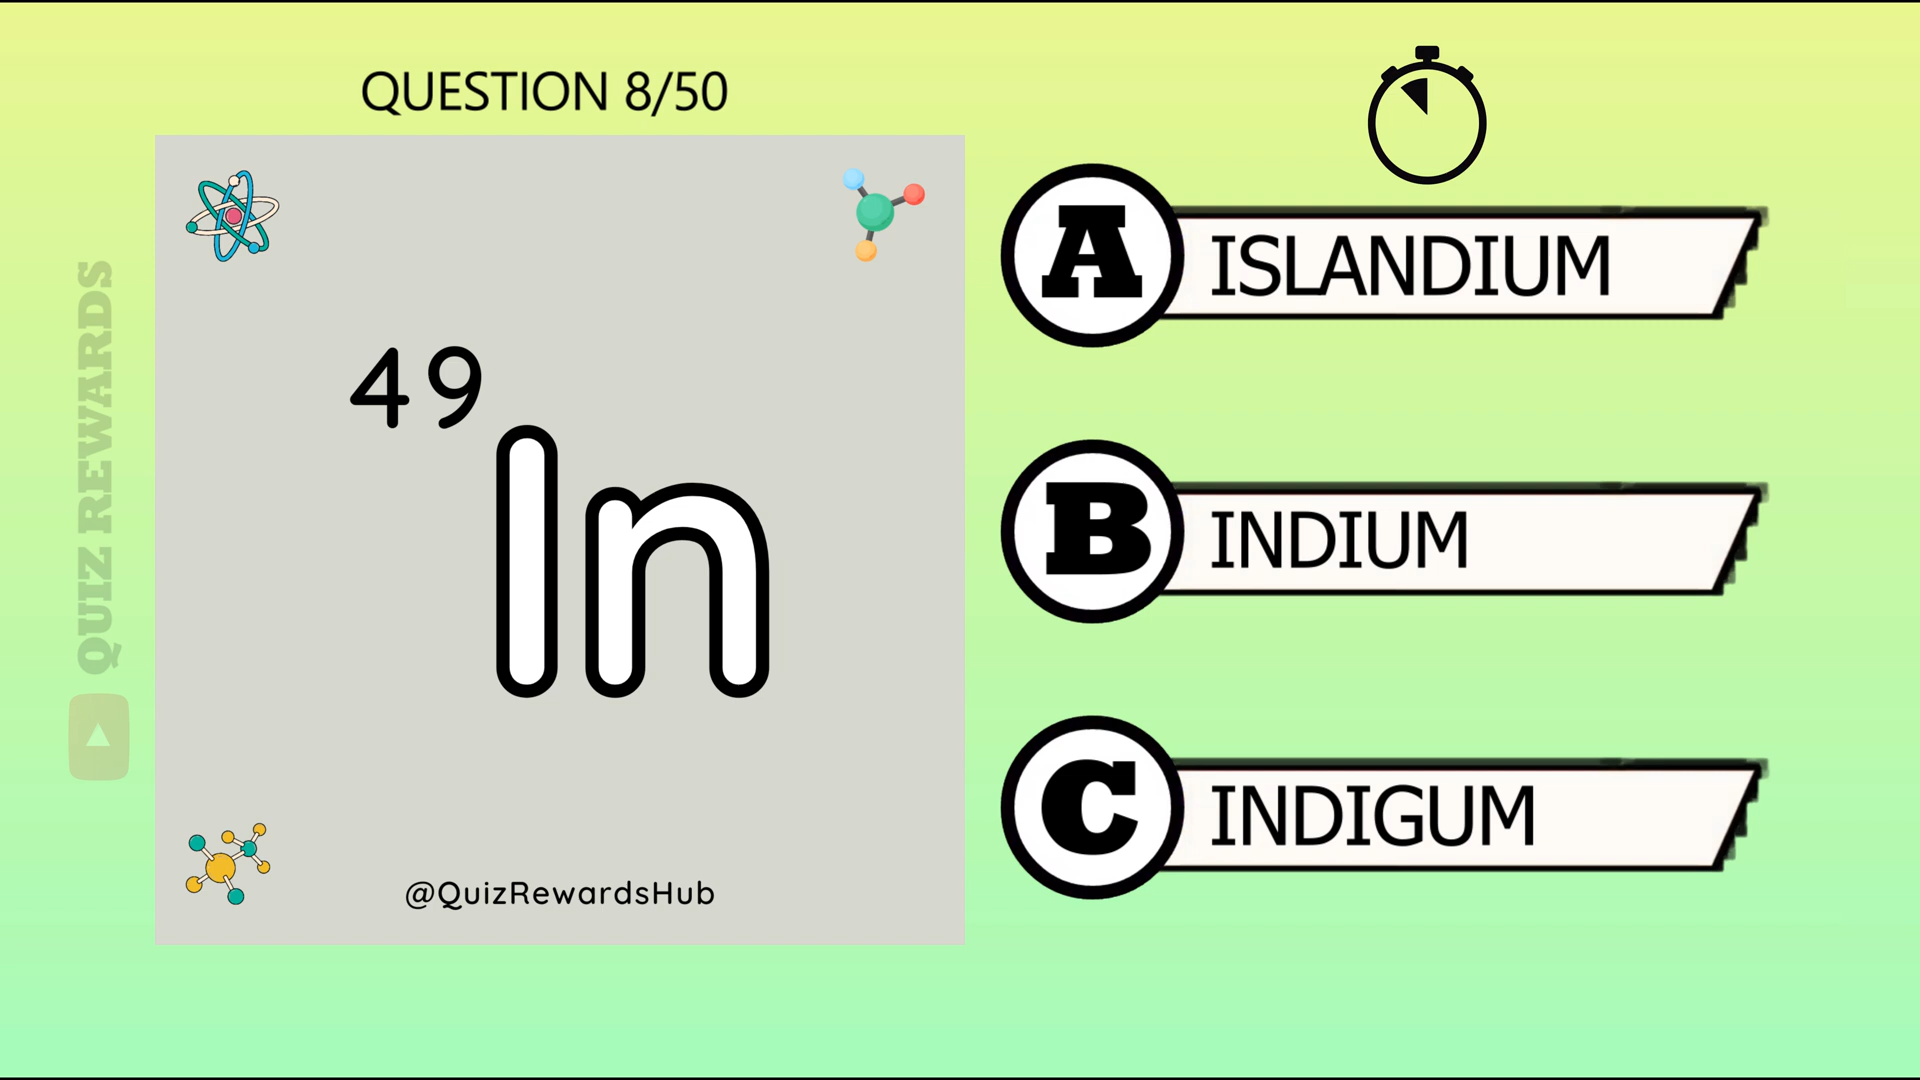 QUESTION 8/50
QUIZ REWARDS
49
In
@QuizRewardsHub
A
ISLANDIUM
B
INDIUM
C
INDIGUM